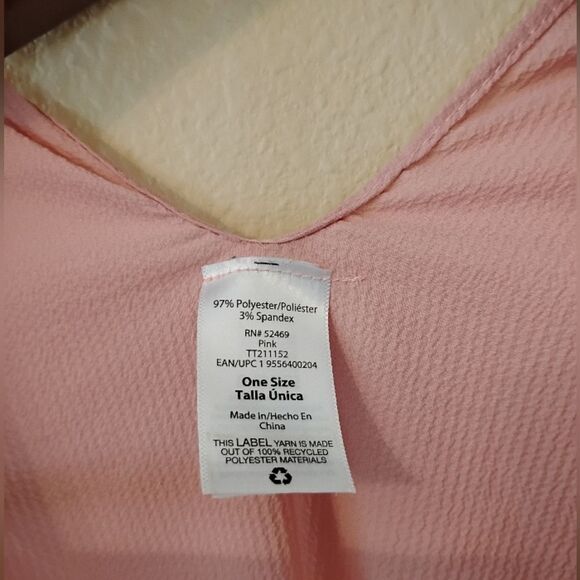 97% Polyester/Poliéster
3% Spandex
RN# 52469
Pink
TT211152
EAN/UPC 1 9556400204
One Size
Talla Única
Made in/Hecho En
China
THIS LABEL YARN IS MADE
OUT OF 100% RECYCLED
POLYESTER MATERIALS